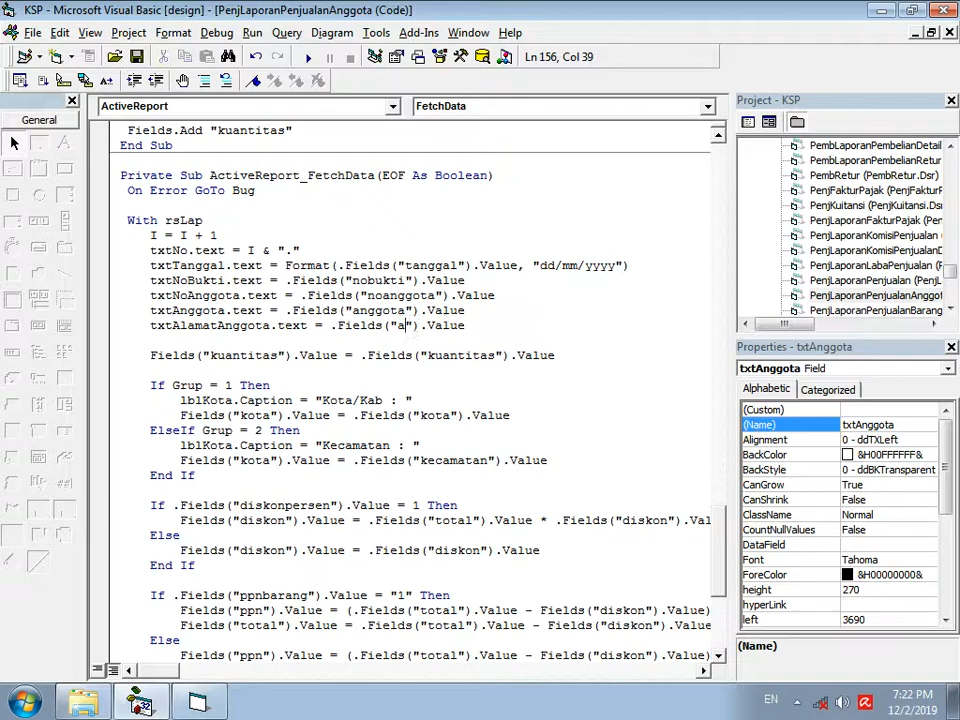 KSP - Microsoft Visual Basic [design] - [PenjLaporanPenjualanAnggota (Code)]
File Edit View Project Format Debug Run Query Diagram Tools Add-Ins Window Help
Ln 156, Col 39
General
ActiveReport FetchData
Fields.Add "kuantitas"
End Sub
Private Sub ActiveReport_FetchData(EOF As Boolean)
On Error GoTo Bug
With rsLap
I = I + 1
txtNo.text = I & "."
txtTanggal.text = Format(.Fields("tanggal").Value, "dd/mm/yyyy")
txtNoBukti.text = .Fields("nobukti").Value
txtNoAnggota.text = .Fields("noanggota").Value
txtAnggota.text = .Fields("anggota").Value
txtAlamatAnggota.text = .Fields("a").Value
Fields("kuantitas").Value = .Fields("kuantitas").Value
If Grup = 1 Then
lblKota.Caption = "Kota/Kab : "
Fields("kota").Value = .Fields("kota").Value
ElseIf Grup = 2 Then
lblKota.Caption = "Kecamatan : "
Fields("kota").Value = .Fields("kecamatan").Value
End If
If .Fields("diskonpersen").Value = 1 Then
Fields("diskon").Value = .Fields("total").Value * .Fields("diskon").Val
Else
Fields("diskon").Value = .Fields("diskon").Value
End If
If .Fields("ppnbarang").Value = "1" Then
Fields("ppn").Value = (.Fields("total").Value - Fields("diskon").Value)
Fields("total").Value = .Fields("total").Value - Fields("diskon").Value
Else
Fields("ppn").Value = (.Fields("total").Value - Fields("diskon").Value)
Project - KSP
PembLaporanPembelianDetail
PembLaporanPembelianRetur
PembRetur (PembRetur.Dsr)
PenjFakturPajak (PenjFakturPa
PenjKuitansi (PenjKuitansi.Ds
PenjLaporanFakturPajak (Penj
PenjLaporanKomisiPenjualan (
PenjLaporanKomisiPenjualanD
PenjLaporanLabaPenjualan (P
PenjLaporanPenjualan (PenjLa
PenjLaporanPenjualanAnggot
PenjLaporanPenjualanBarang
Properties - txtAnggota
txtAnggota Field
Alphabetic Categorized
(Custom)
(Name) txtAnggota
Alignment 0 - ddTXLeft
BackColor &H00FFFFFF&
BackStyle 0 - ddBKTransparent
CanGrow True
CanShrink False
ClassName Normal
CountNullValues False
DataField
Font Tahoma
ForeColor &H00000000&
height 270
hyperLink
left 3690
(Name)
EN
7:22 PM
12/2/2019